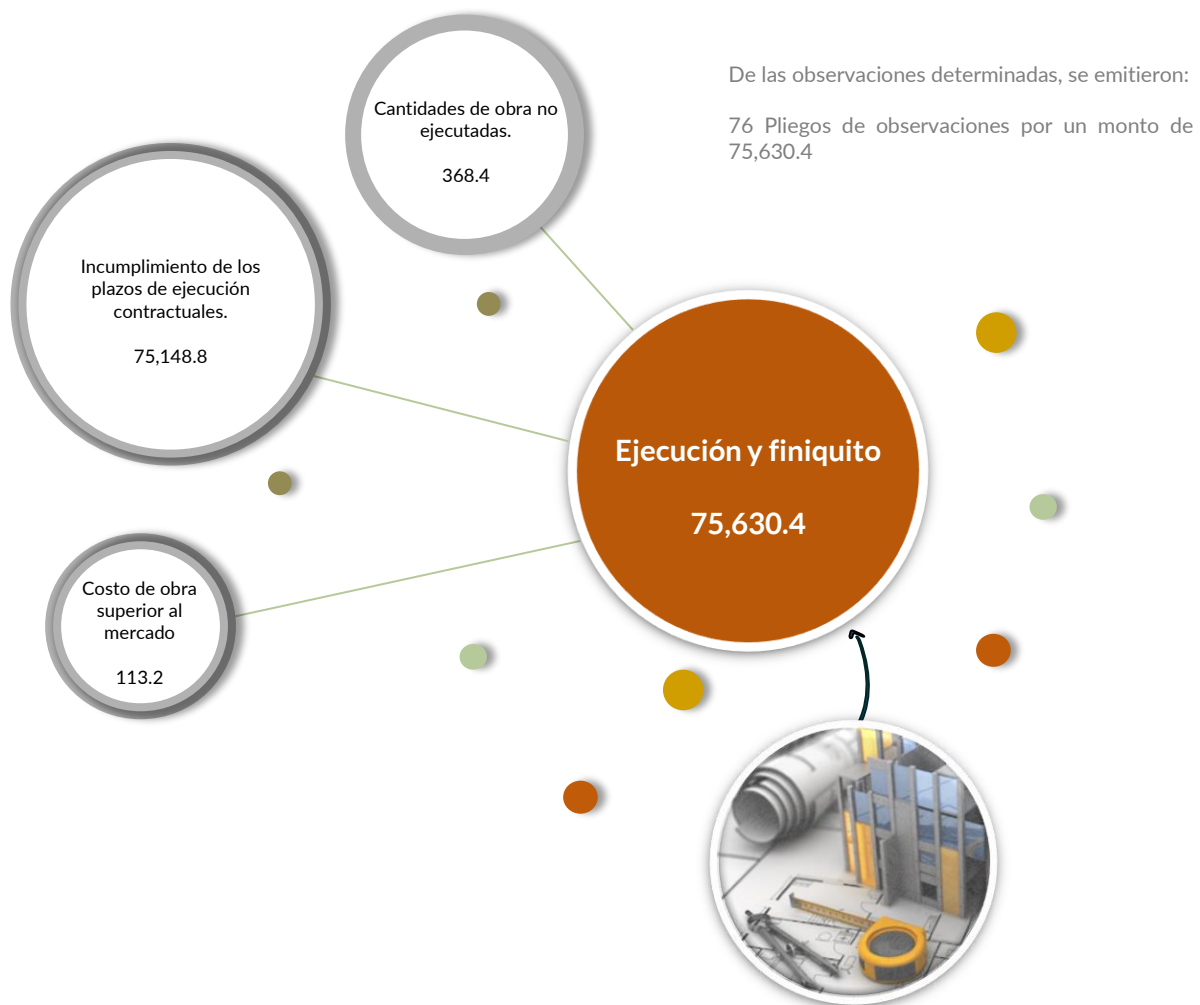 De las observaciones determinadas, se emitieron:
76 Pliegos de observaciones por un monto de
75,630.4
Cantidades de obra no
ejecutadas.
368.4
Incumplimiento de los
plazos de ejecución
contractuales.
75,148.8
Ejecución y finiquito
75,630.4
Costo de obra
superior al
mercado
113.2